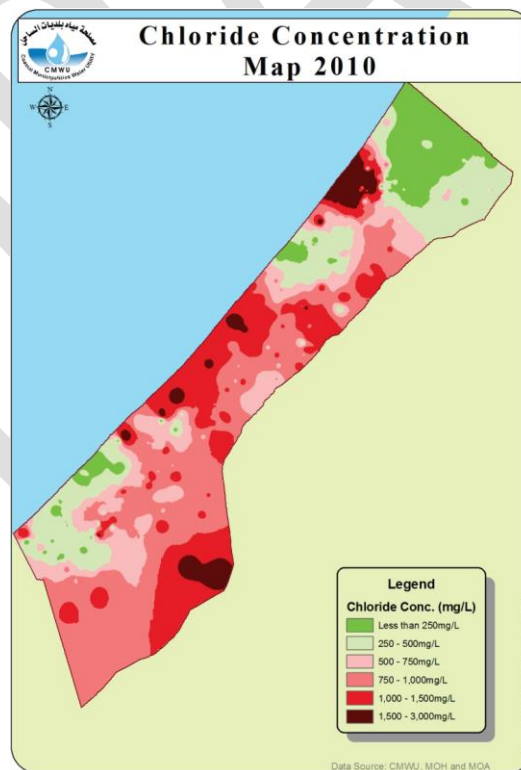 مصلحة مياه بلديات الساحل
CMWU
Coastal Municipalities Water Utility
Chloride Concentration
Map 2010
N
W E
S
Legend
Chloride Conc. (mg/L)
Less than 250mg/L
250 - 500mg/L
500 - 750mg/L
750 - 1,000mg/L
1,000 - 1,500mg/L
1,500 - 3,000mg/L
Data Source: CMWU, MOH and MOA